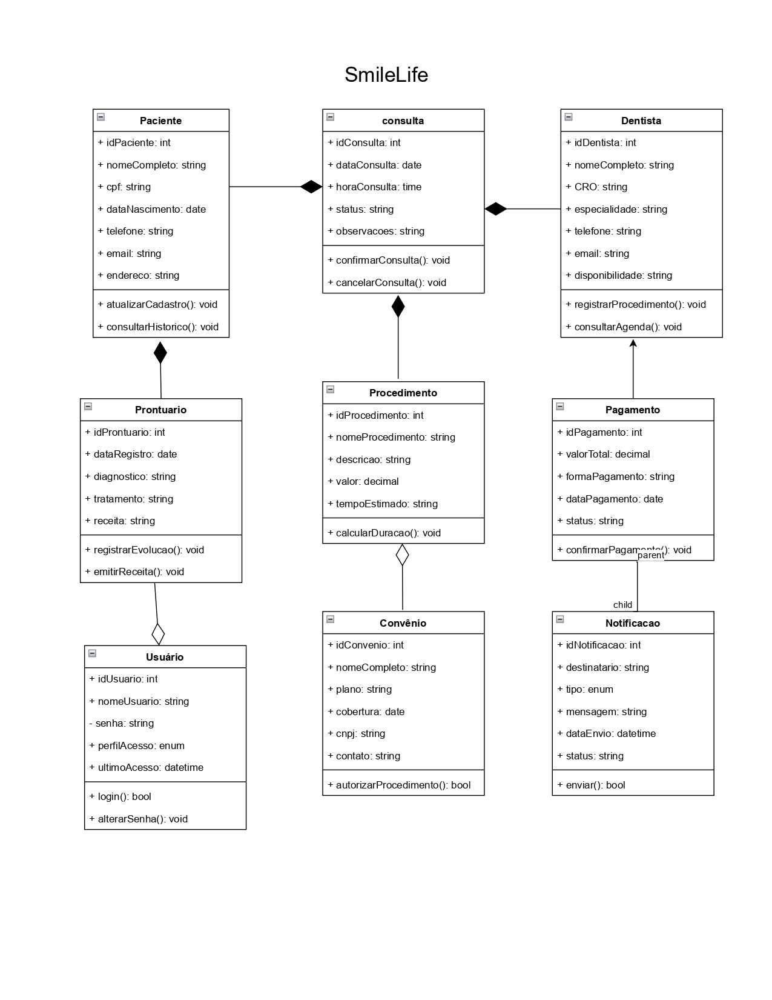 SmileLife
Paciente
+ idPaciente: int
+ nomeCompleto: string
+ cpf: string
+ dataNascimento: date
+ telefone: string
+ email: string
+ endereco: string
+ atualizarCadastro(): void
+ consultarHistorico(): void
consulta
+ idConsulta: int
+ dataConsulta: date
+ horaConsulta: time
+ status: string
+ observacoes: string
+ confirmarConsulta(): void
+ cancelarConsulta(): void
Dentista
+ idDentista: int
+ nomeCompleto: string
+ CRO: string
+ especialidade: string
+ telefone: string
+ email: string
+ disponibilidade: string
+ registrarProcedimento(): void
+ consultarAgenda(): void
Prontuario
+ idProntuario: int
+ dataRegistro: date
+ diagnostico: string
+ tratamento: string
+ receita: string
+ registrarEvolucao(): void
+ emitirReceita(): void
Procedimento
+ idProcedimento: int
+ nomeProcedimento: string
+ descricao: string
+ valor: decimal
+ tempoEstimado: string
+ calcularDuracao(): void
Pagamento
+ idPagamento: int
+ valorTotal: decimal
+ formaPagamento: string
+ dataPagamento: date
+ status: string
+ confirmarPagamento(): void
parent
child
Usuário
+ idUsuario: int
+ nomeUsuario: string
- senha: string
+ perfilAcesso: enum
+ ultimoAcesso: datetime
+ login(): bool
+ alterarSenha(): void
Convênio
+ idConvenio: int
+ nomeCompleto: string
+ plano: string
+ cobertura: date
+ cnpj: string
+ contato: string
+ autorizarProcedimento(): bool
Notificacao
+ idNotificacao: int
+ destinatario: string
+ tipo: enum
+ mensagem: string
+ dataEnvio: datetime
+ status: string
+ enviar(): bool